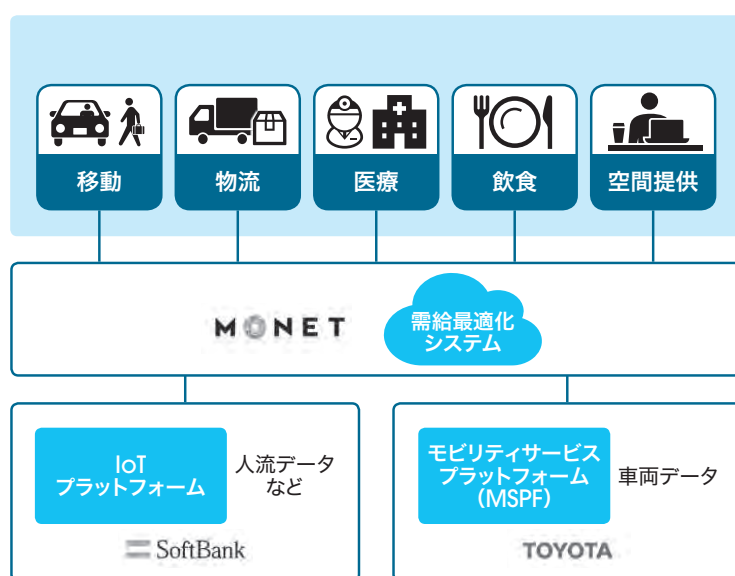 移動
物流
医療
飲食
空間提供
MONET
需給最適化
システム
IoT
プラットフォーム
人流データ
など
SoftBank
モビリティサービス
プラットフォーム
(MSPF)
車両データ
TOYOTA